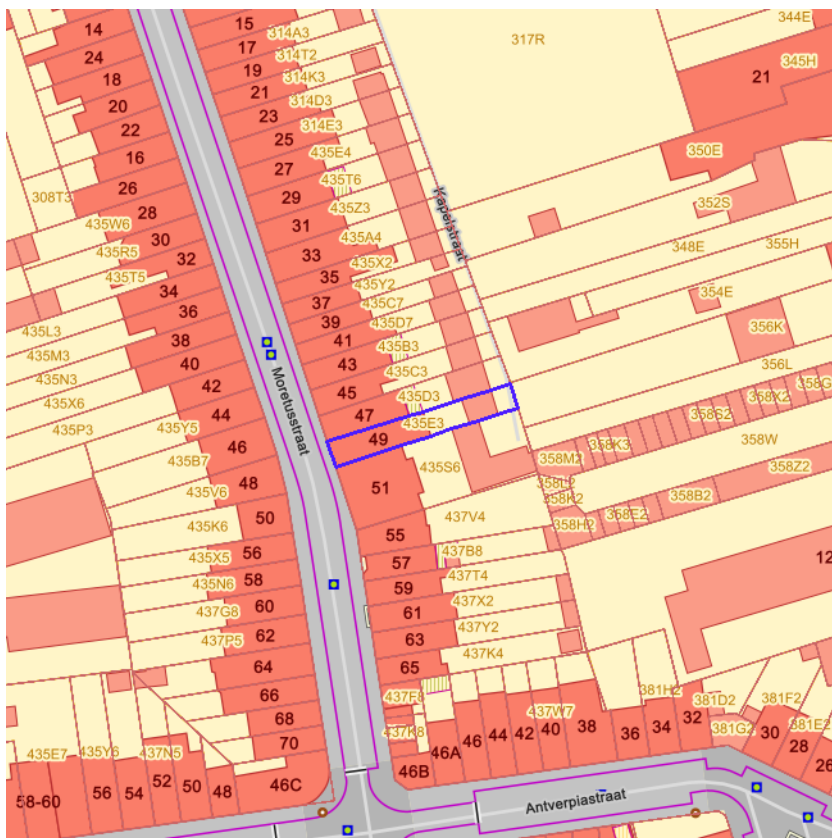 14
24
18
20
22
16
26
28
30
32
34
36
38
40
42
44
46
48
50
56
58
60
62
64
66
68
70
308T3
435W6
435R5
435T5
435L3
435M3
435N3
435X6
435P3
435Y5
435B7
435V6
435K6
435X5
435N6
437G8
437P5
435E7
435Y6
437N5
58-60
56
54
52
50
48
46C
Moretusstraat
15
17
19
21
23
25
27
29
31
33
35
37
39
41
43
45
47
49
51
55
57
59
61
63
65
314A3
314T2
314K3
314D3
314E3
435E4
435T6
435Z3
435A4
435X2
435Y2
435C7
435D7
435B3
435C3
435D3
435E3
435S6
437V4
437B8
437T4
437X2
437Y2
437K4
437F8
437K8
437W7
46B
46A
46
44
42
40
38
36
34
32
30
28
26
Kapelstraat
317R
344E
345H
21
350E
352S
348E
355H
354E
356K
356L
358G
358X2
358S2
358K3
358M2
358W
358L2
358K2
358Z2
358B2
358E2
358H2
12
381H2
381D2
381G2
381F2
381E2
Antverpiastraat